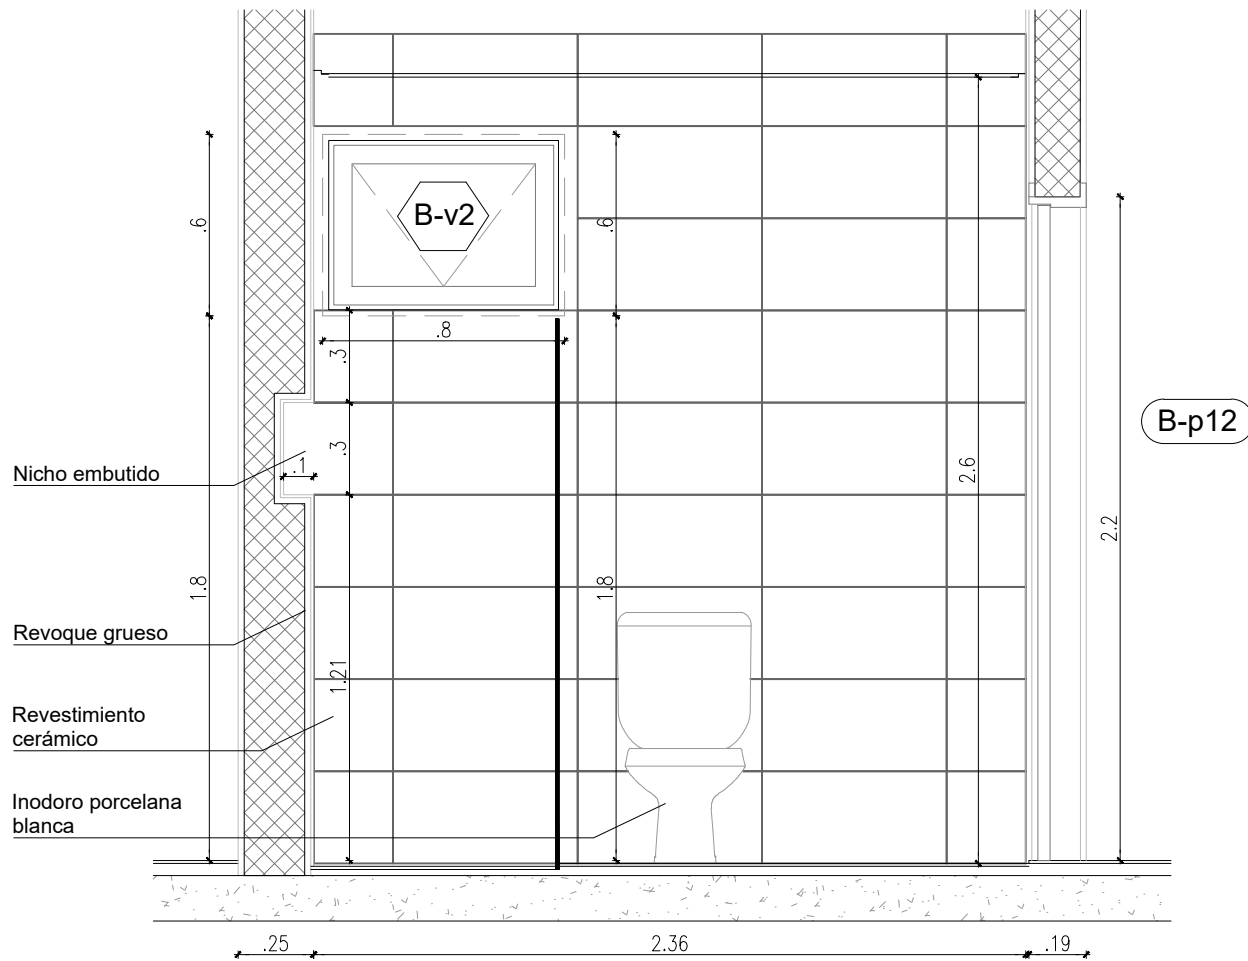 B-v2
.6
.6
.8
.3
.3
.1
2.6
B-p12
2.2
Nicho embutido
1.8
1.8
Revoque grueso
1.21
Revestimiento
cerámico
Inodoro porcelana
blanca
.25
2.36
.19